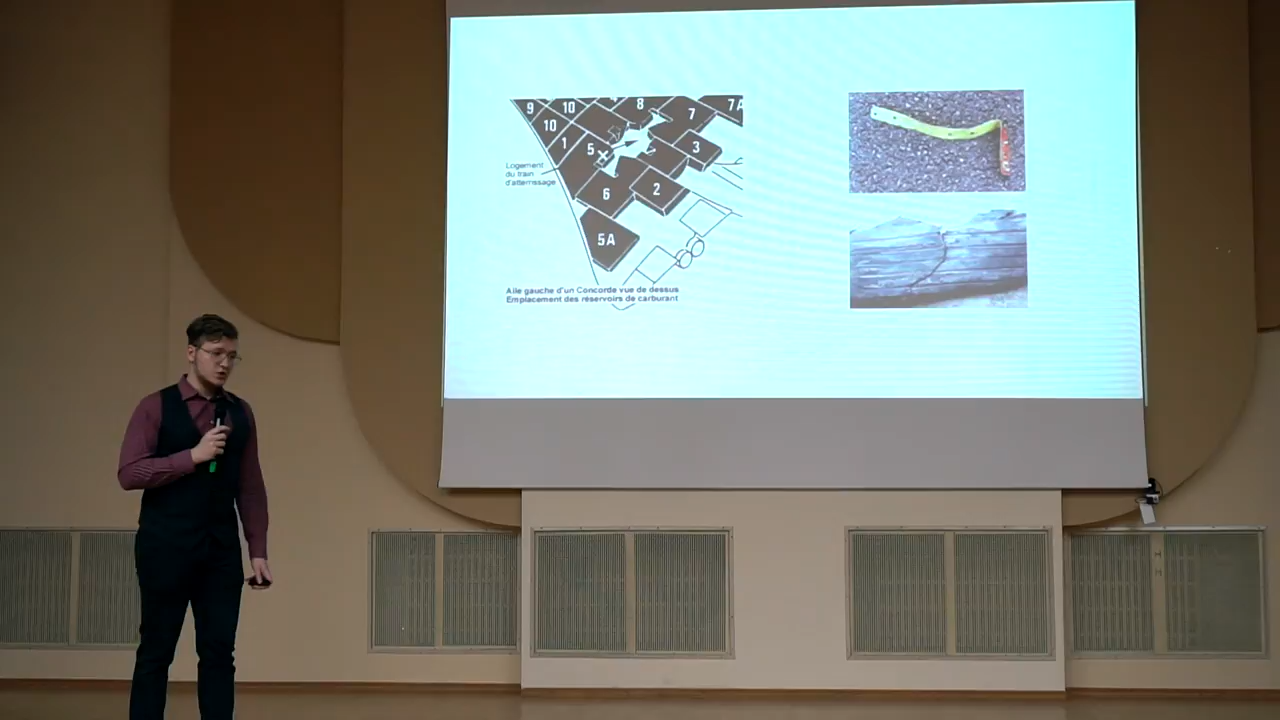 9 10 8 7 7A
10
1 5 3
Logement
du train
d'atterrissage
6 2
5A
Aile gauche d'un Concorde vue de dessus
Emplacement des réservoirs de carburant